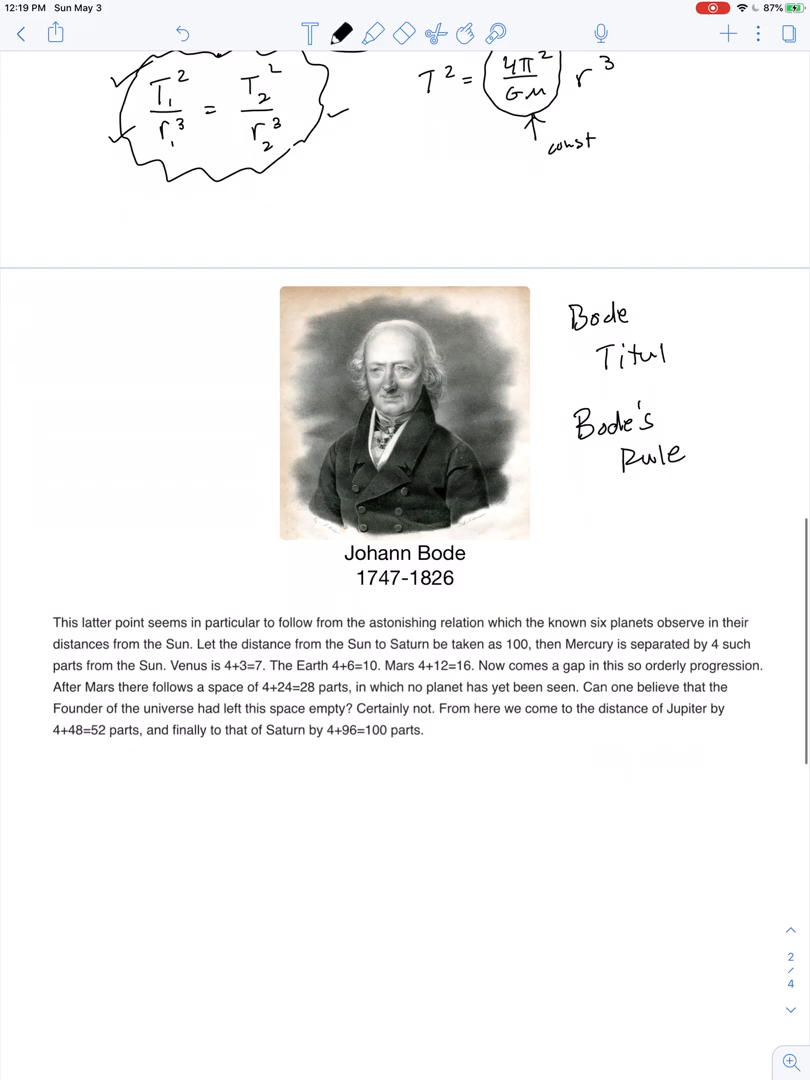 12:19 PM Sun May 3
87%
T₁²/r₁³ = T₂²/r₂³
T² = (4π²/GM) r³
const
Bode
Titul
Bode's
Rule
Johann Bode
1747-1826
This latter point seems in particular to follow from the astonishing relation which the known six planets observe in their
distances from the Sun. Let the distance from the Sun to Saturn be taken as 100, then Mercury is separated by 4 such
parts from the Sun. Venus is 4+3=7. The Earth 4+6=10. Mars 4+12=16. Now comes a gap in this so orderly progression.
After Mars there follows a space of 4+24=28 parts, in which no planet has yet been seen. Can one believe that the
Founder of the universe had left this space empty? Certainly not. From here we come to the distance of Jupiter by
4+48=52 parts, and finally to that of Saturn by 4+96=100 parts.
2
/
4